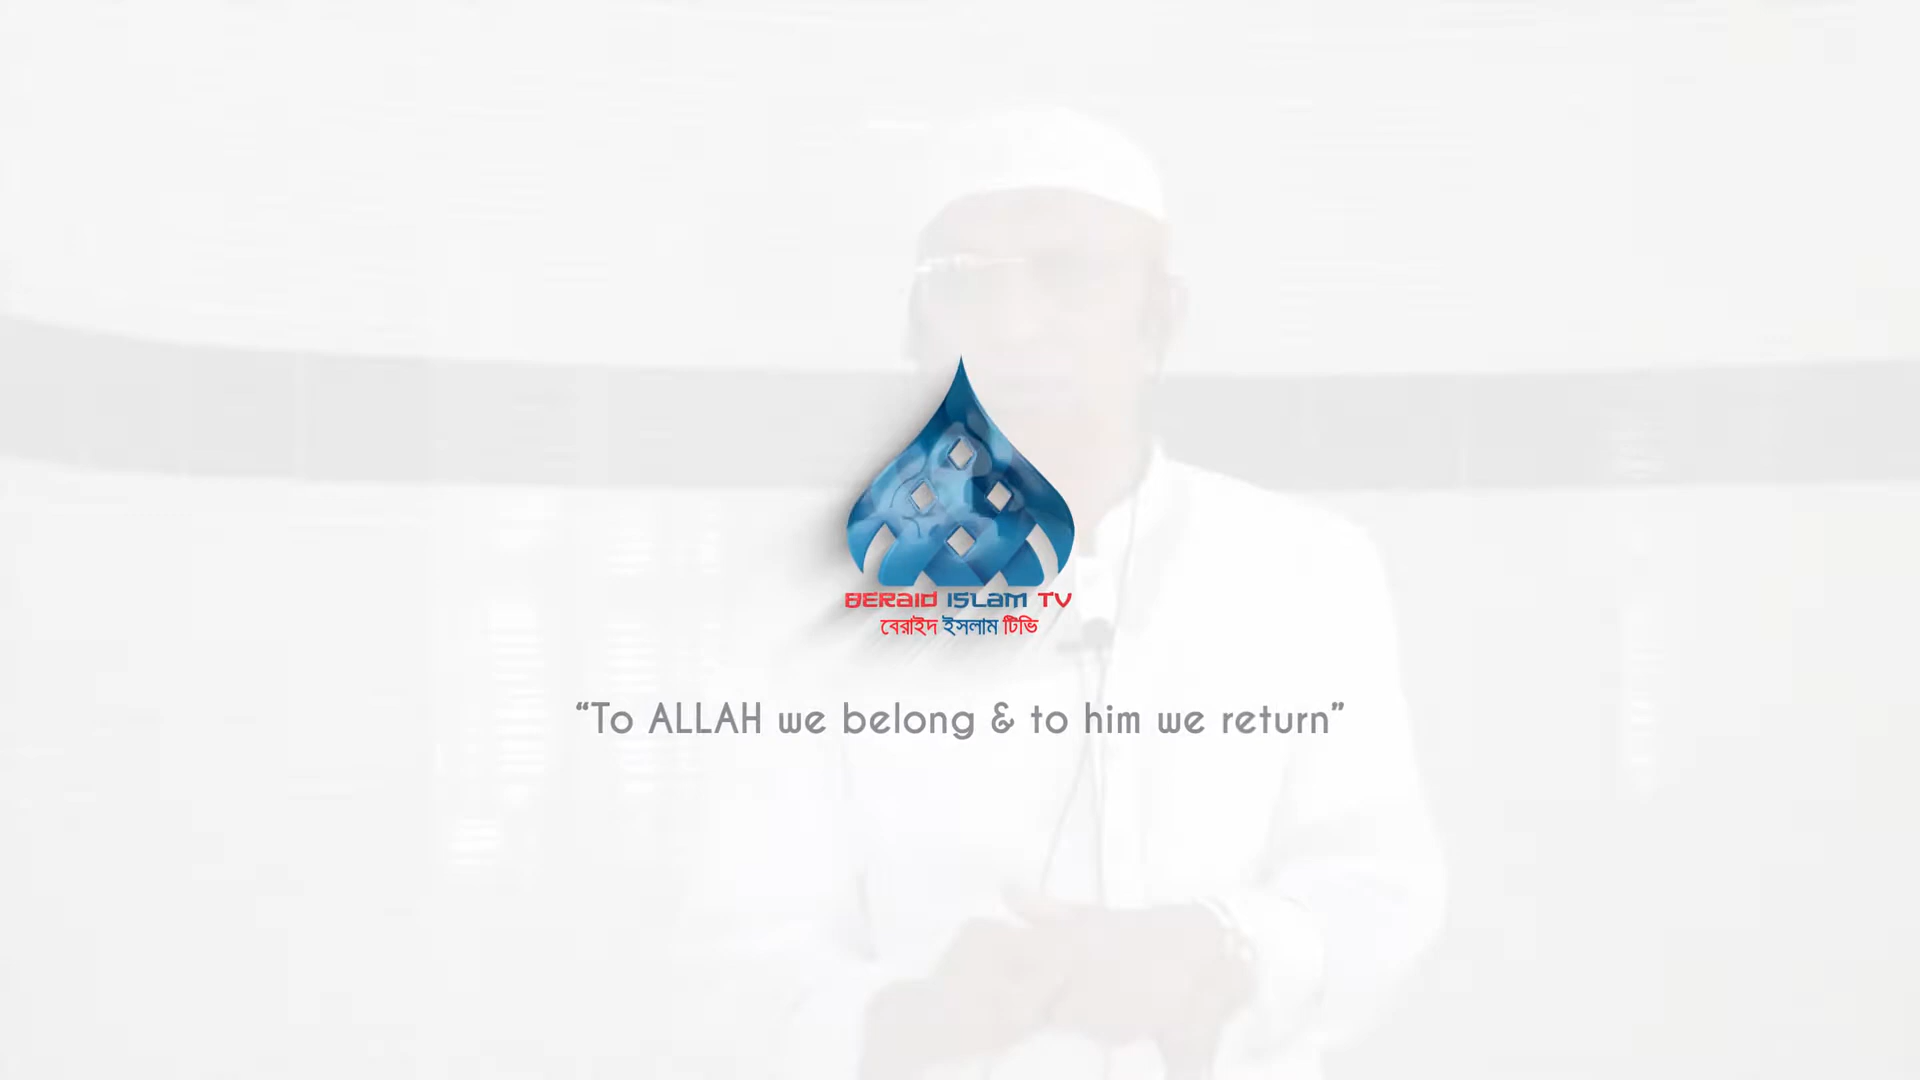 BERAID ISLAM TV
বেরাইদ ইসলাম টিভি
“To ALLAH we belong & to him we return”